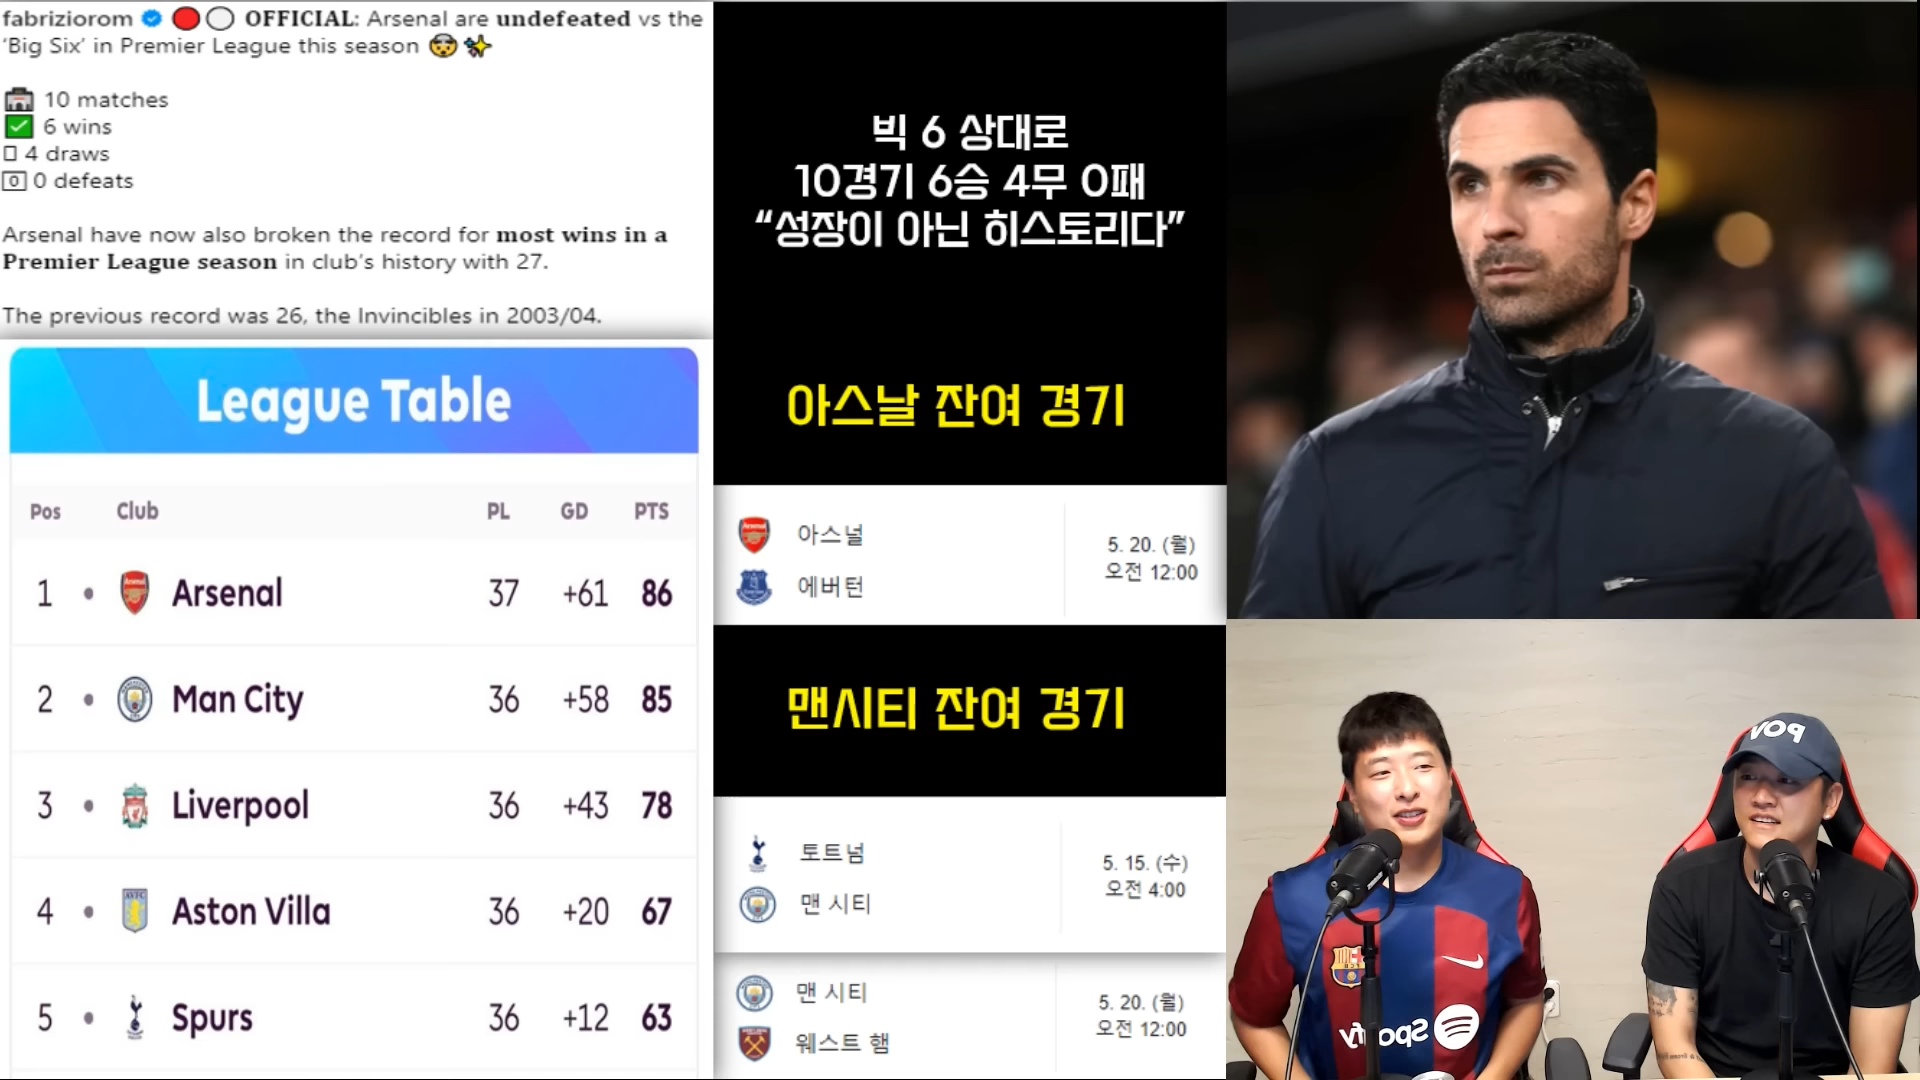 fabriziorom OFFICIAL: Arsenal are undefeated vs the
‘Big Six’ in Premier League this season
10 matches
6 wins
4 draws
0 defeats
Arsenal have now also broken the record for most wins in a
Premier League season in club’s history with 27.
The previous record was 26, the Invincibles in 2003/04.
League Table
Pos Club PL GD PTS
1 Arsenal 37 +61 86
2 Man City 36 +58 85
3 Liverpool 36 +43 78
4 Aston Villa 36 +20 67
5 Spurs 36 +12 63
빅 6 상대로
10경기 6승 4무 0패
“성장이 아닌 히스토리다”
아스날 잔여 경기
아스널
에버턴
5. 20. (월)
오전 12:00
맨시티 잔여 경기
토트넘
맨 시티
5. 15. (수)
오전 4:00
맨 시티
웨스트 햄
5. 20. (월)
오전 12:00
POV
Spotify